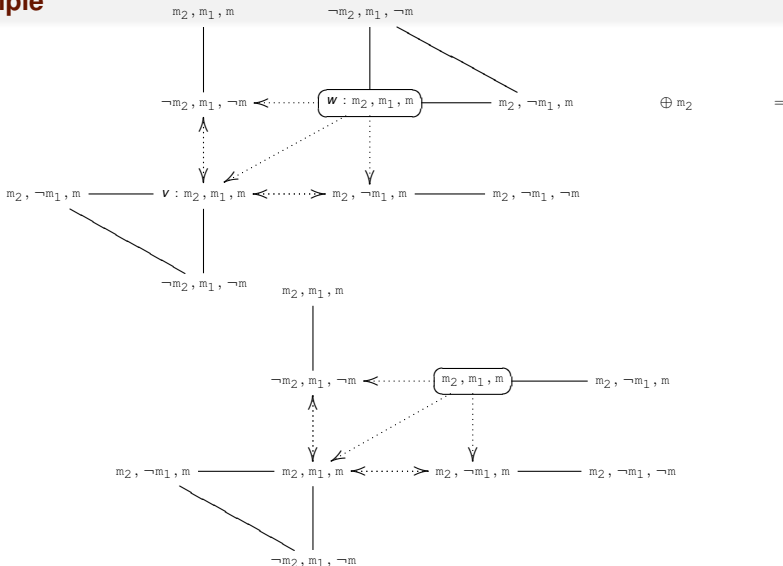 m₂, m₁, m ¬m₂, m₁, ¬m
¬m₂, m₁, ¬m w : m₂, m₁, m m₂, ¬m₁, m ⊕ m₂ =
m₂, ¬m₁, m v : m₂, m₁, m m₂, ¬m₁, m m₂, ¬m₁, ¬m
¬m₂, m₁, ¬m
m₂, m₁, m
¬m₂, m₁, ¬m m₂, m₁, m m₂, ¬m₁, m
m₂, ¬m₁, m m₂, m₁, m m₂, ¬m₁, m m₂, ¬m₁, ¬m
¬m₂, m₁, ¬m